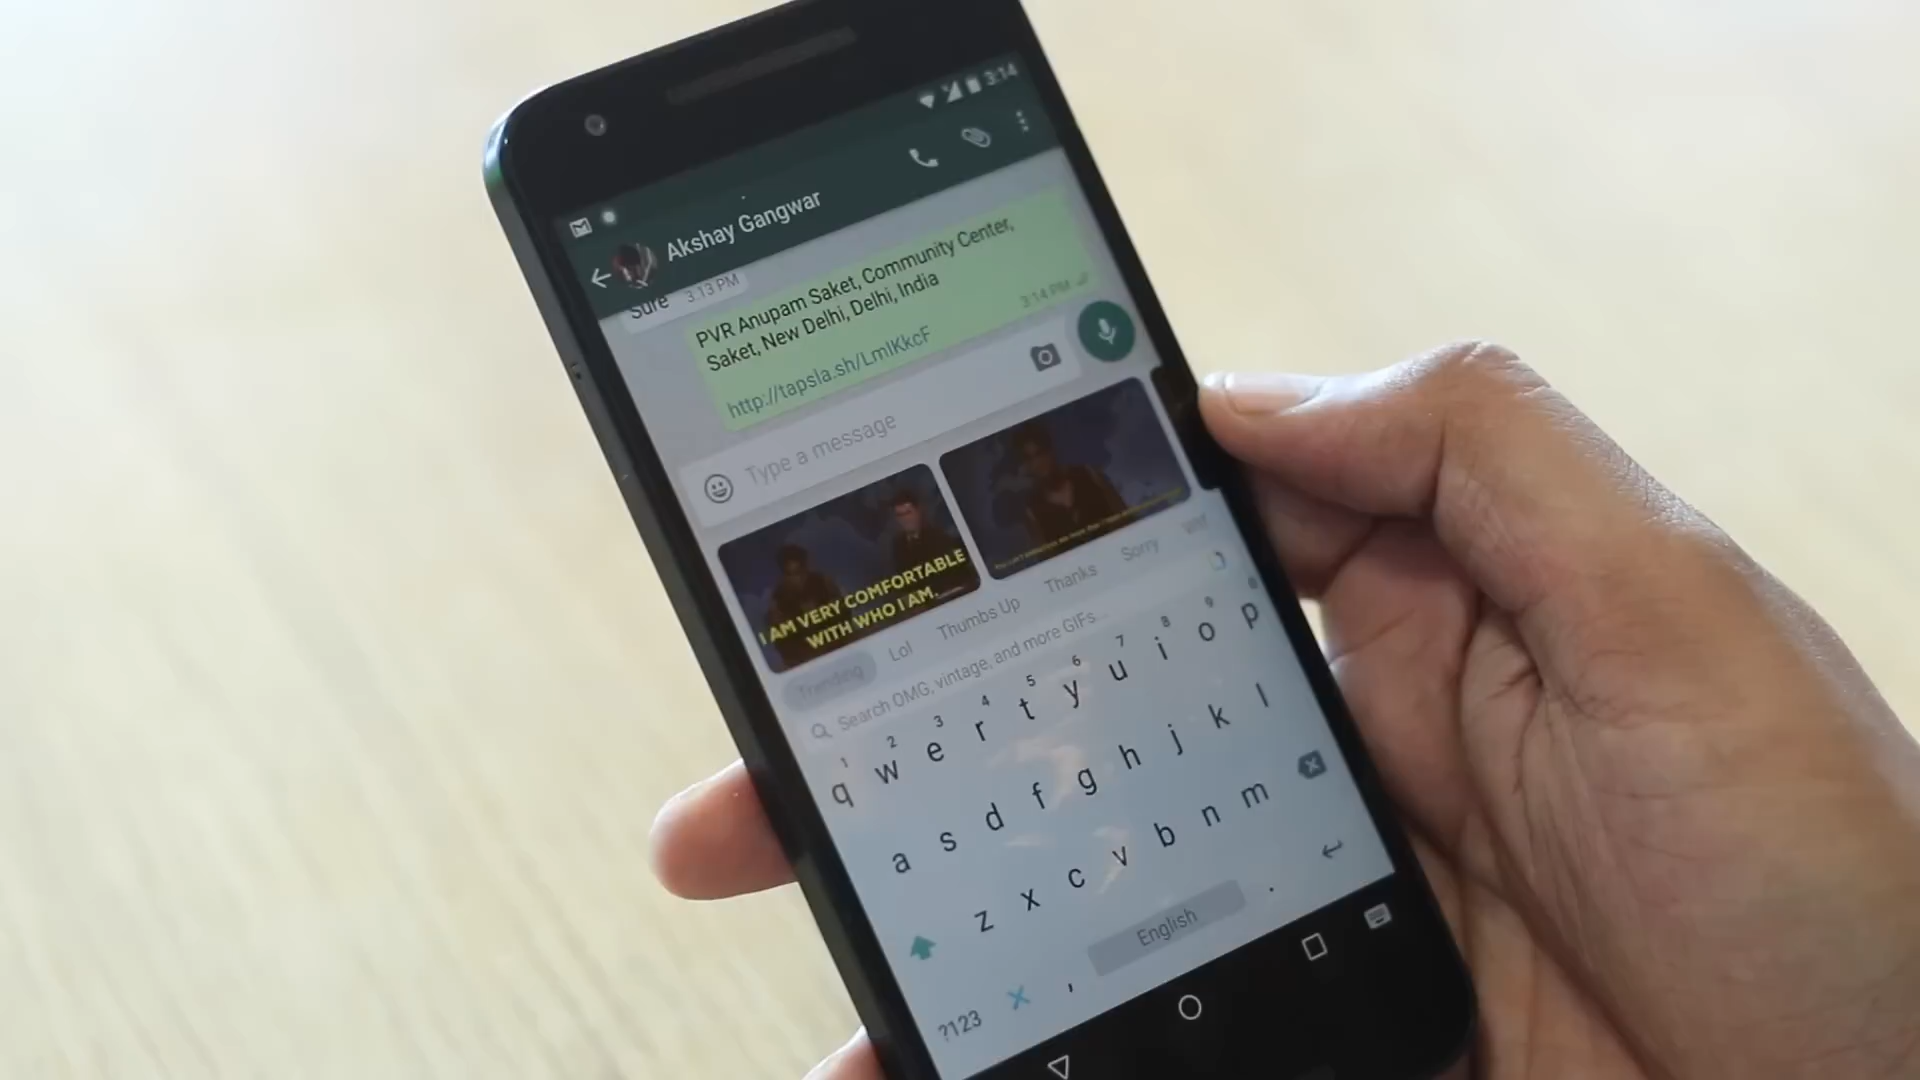 3:14
Akshay Gangwar
Sure 3:13 PM
PVR Anupam Saket, Community Center,
Saket, New Delhi, Delhi, India
http://tapsla.sh/LmIKkcF
3:14 PM
Type a message
I AM VERY COMFORTABLE
WITH WHO I AM.
Trending Lol Thumbs Up Thanks Sorry
Search OMG, vintage, and more GIFs...
1 2 3 4 5 6 7 8 9 0
q w e r t y u i o p
a s d f g h j k l
z x c v b n m
?123 , English .